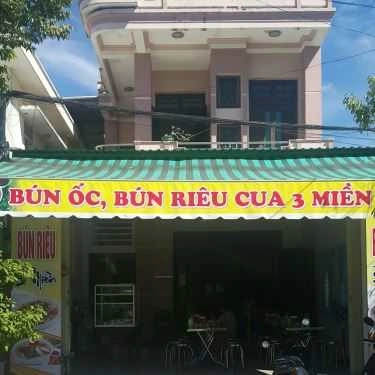 BÚN ỐC, BÚN RIÊU CUA 3 MIỀN
BÚN RIÊU